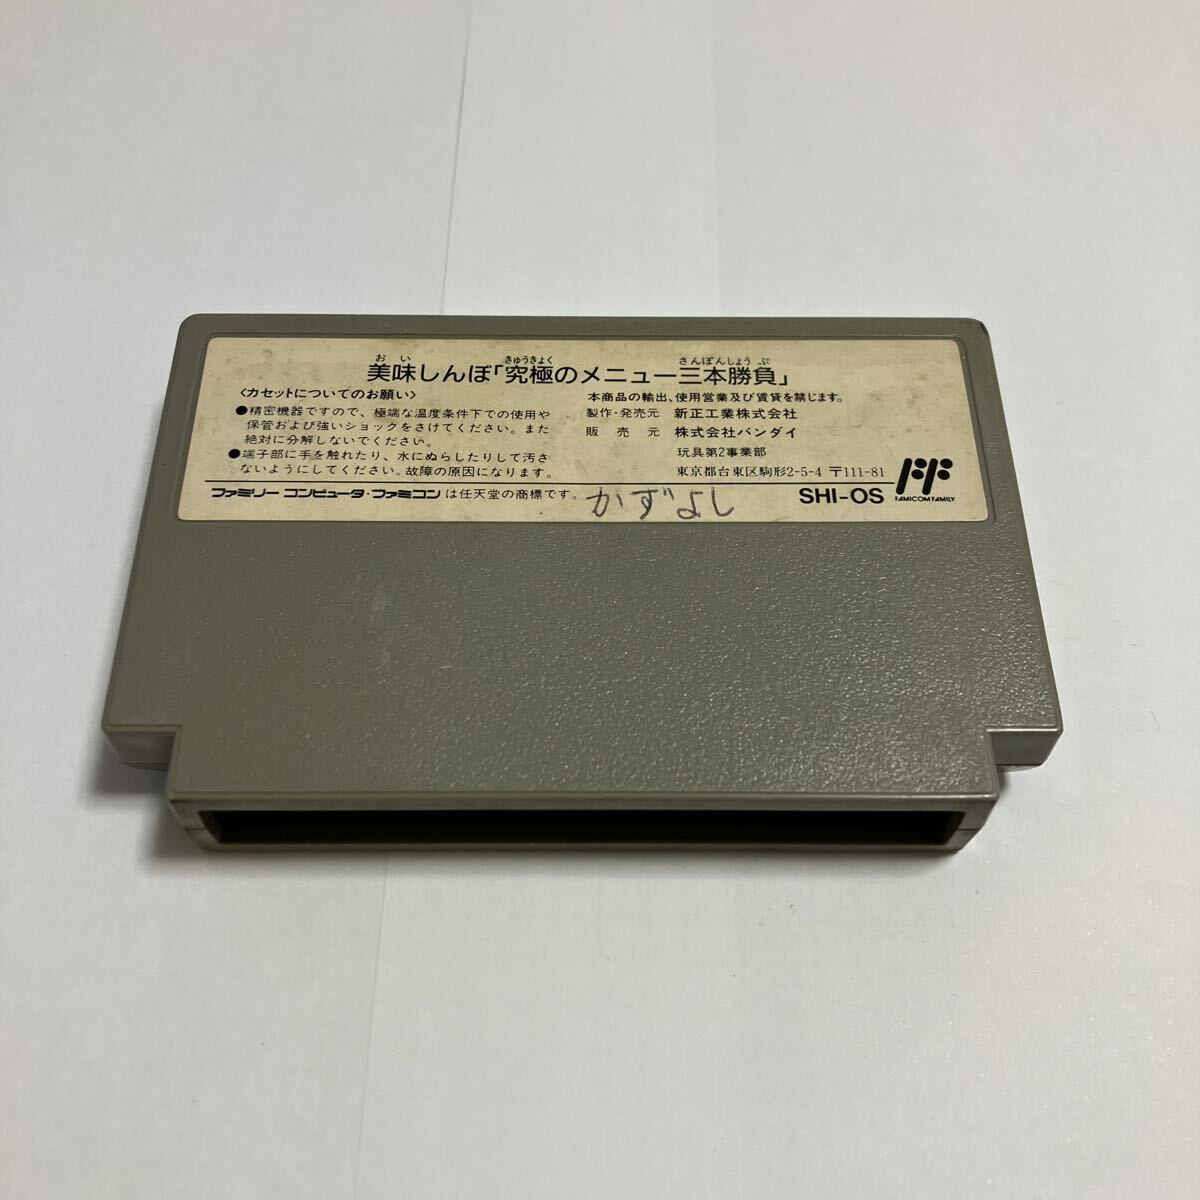 おい きゅうきょく さんぼんしょうぶ
美味しんぼ「究極のメニュー三本勝負」
〈カセットについてのお願い〉
●精密機器ですので、極端な温度条件下での使用や
保管および強いショックをさけてください。また
絶対に分解しないでください。
●端子部に手を触れたり、水にぬらしたりして汚さ
ないようにしてください。故障の原因になります。
本商品の輸出、使用営業及び賃貸を禁じます。
製作・発売元 新正工業株式会社
販売元 株式会社バンダイ
玩具第2事業部
東京都台東区駒形2-5-4 〒111-81
ファミリーコンピュータ・ファミコンは任天堂の商標です。
かずよし
SHI-OS
FAMICOM FAMILY